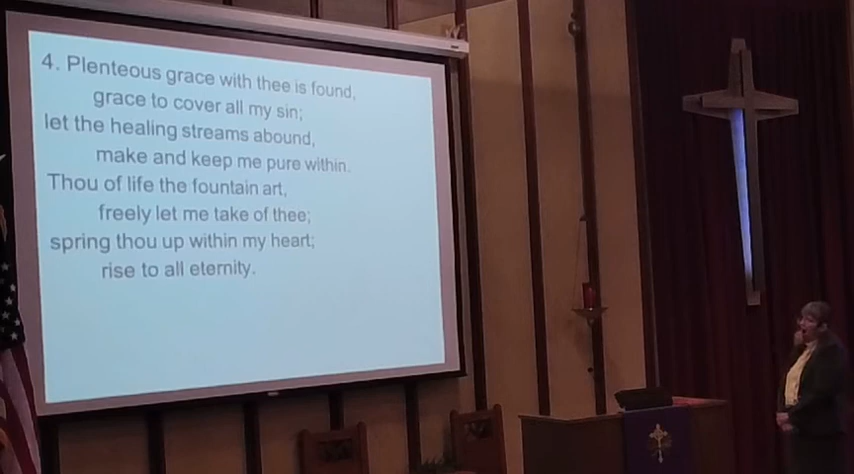 4. Plenteous grace with thee is found,
grace to cover all my sin;
let the healing streams abound,
make and keep me pure within.
Thou of life the fountain art,
freely let me take of thee;
spring thou up within my heart;
rise to all eternity.